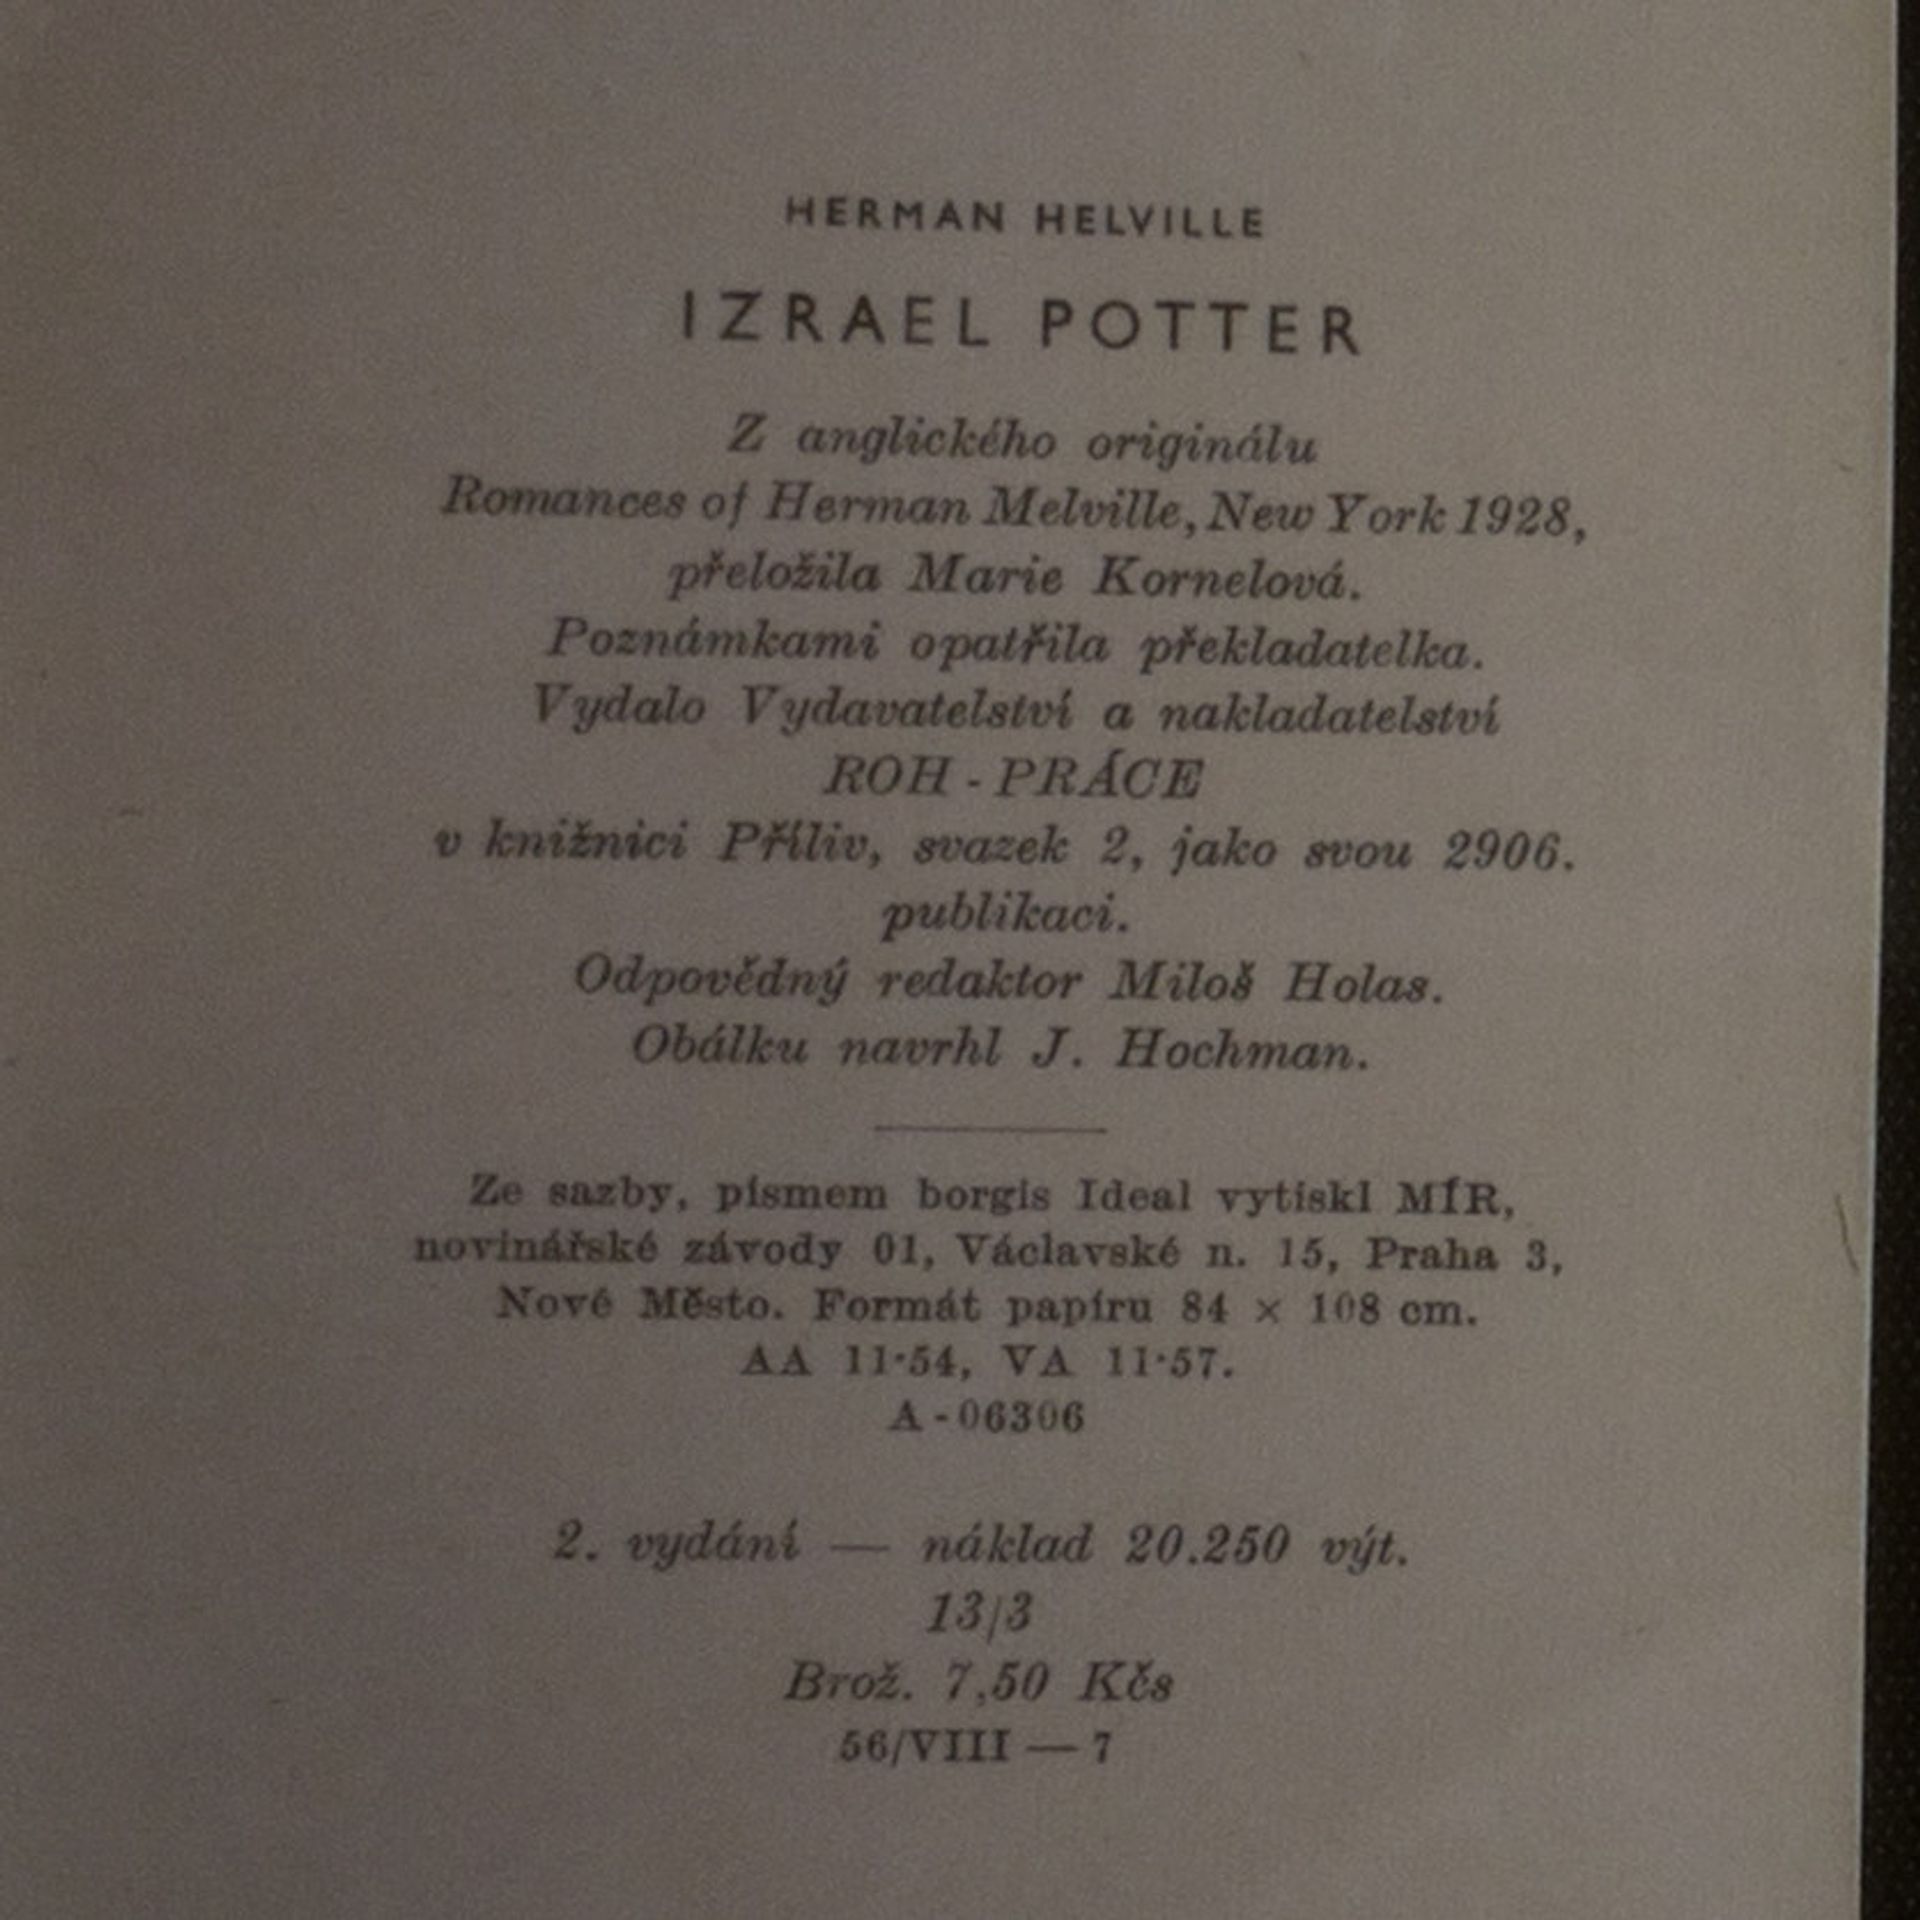 HERMAN HELVILLE
IZRAEL POTTER
Z anglického originálu
Romances of Herman Melville, New York 1928,
přeložila Marie Kornelová.
Poznámkami opatřila překladatelka.
Vydalo Vydavatelství a nakladatelství
ROH - PRÁCE
v knižnici Příliv, svazek 2, jako svou 2906.
publikaci.
Odpovědný redaktor Miloš Holas.
Obálku navrhl J. Hochman.
Ze sazby, písmem borgis Ideal vytiskl MÍR,
novinářské závody 01, Václavské n. 15, Praha 3,
Nové Město. Formát papíru 84 × 108 cm.
AA 11·54, VA 11·57.
A - 06306
2. vydání — náklad 20.250 výt.
13/3
Brož. 7,50 Kčs
56/VIII — 7